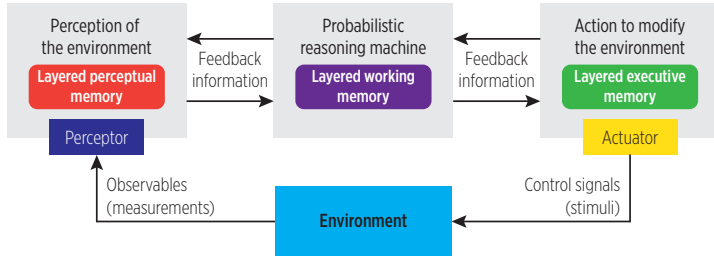 Perception of
the environment
Layered perceptual
memory
Perceptor
Feedback
information
Probabilistic
reasoning machine
Layered working
memory
Feedback
information
Action to modify
the environment
Layered executive
memory
Actuator
Observables
(measurements)
Environment
Control signals
(stimuli)